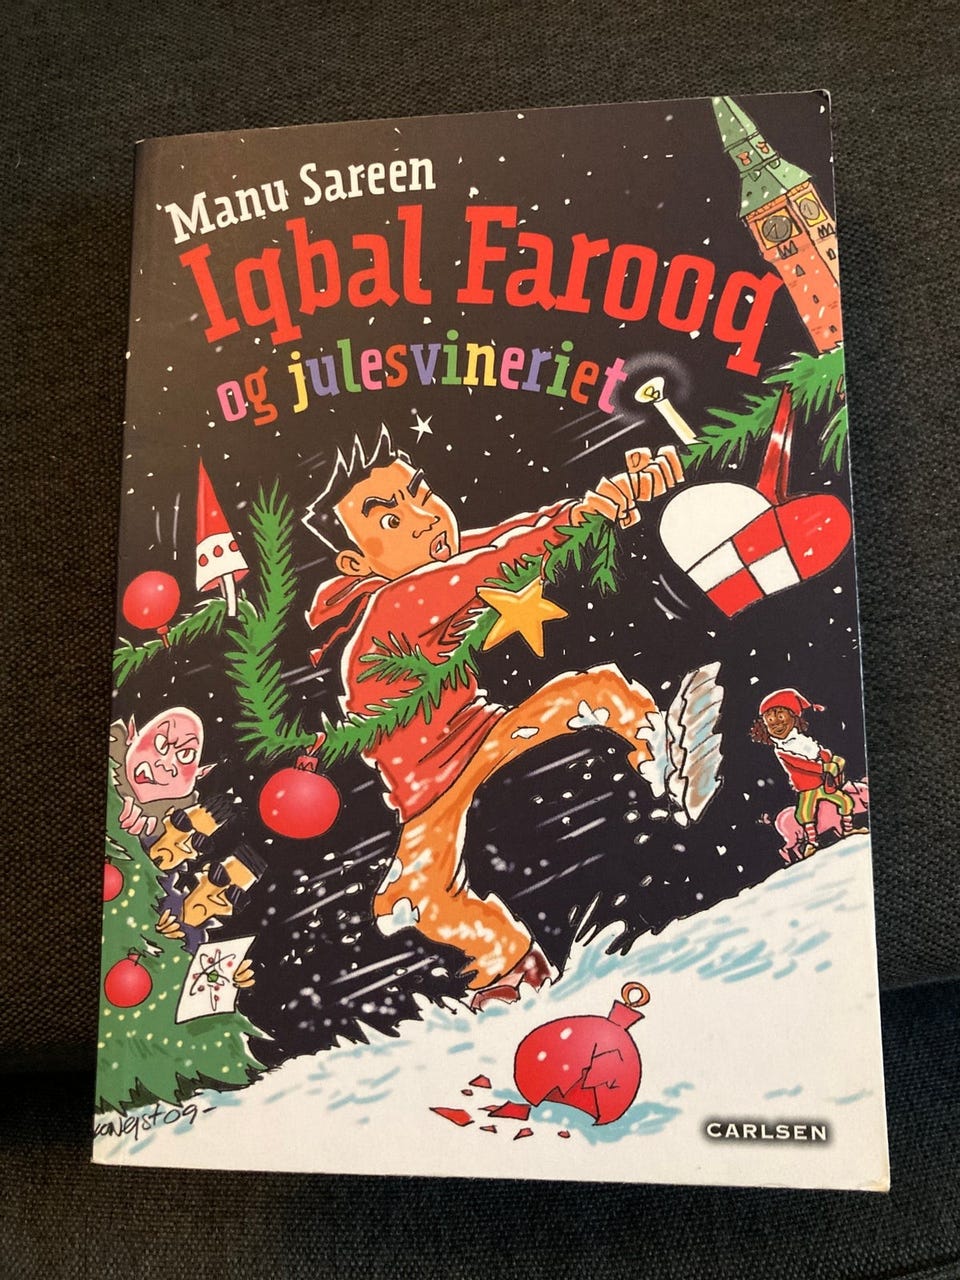 Manu Sareen
Iqbal Farooq
og julesvineriet
CARLSEN